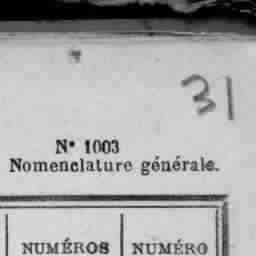 31
N° 1003
Nomenclature générale.
NUMÉROS NUMÉRO